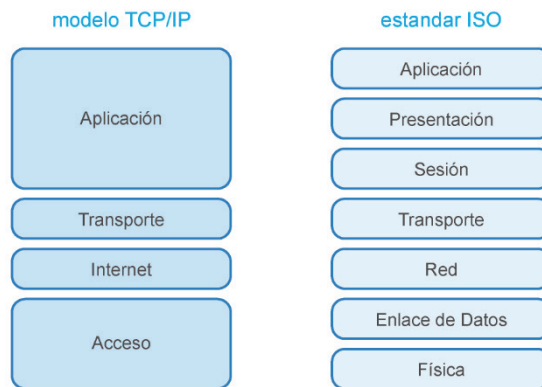 modelo TCP/IP
Aplicación
Transporte
Internet
Acceso
estandar ISO
Aplicación
Presentación
Sesión
Transporte
Red
Enlace de Datos
Física